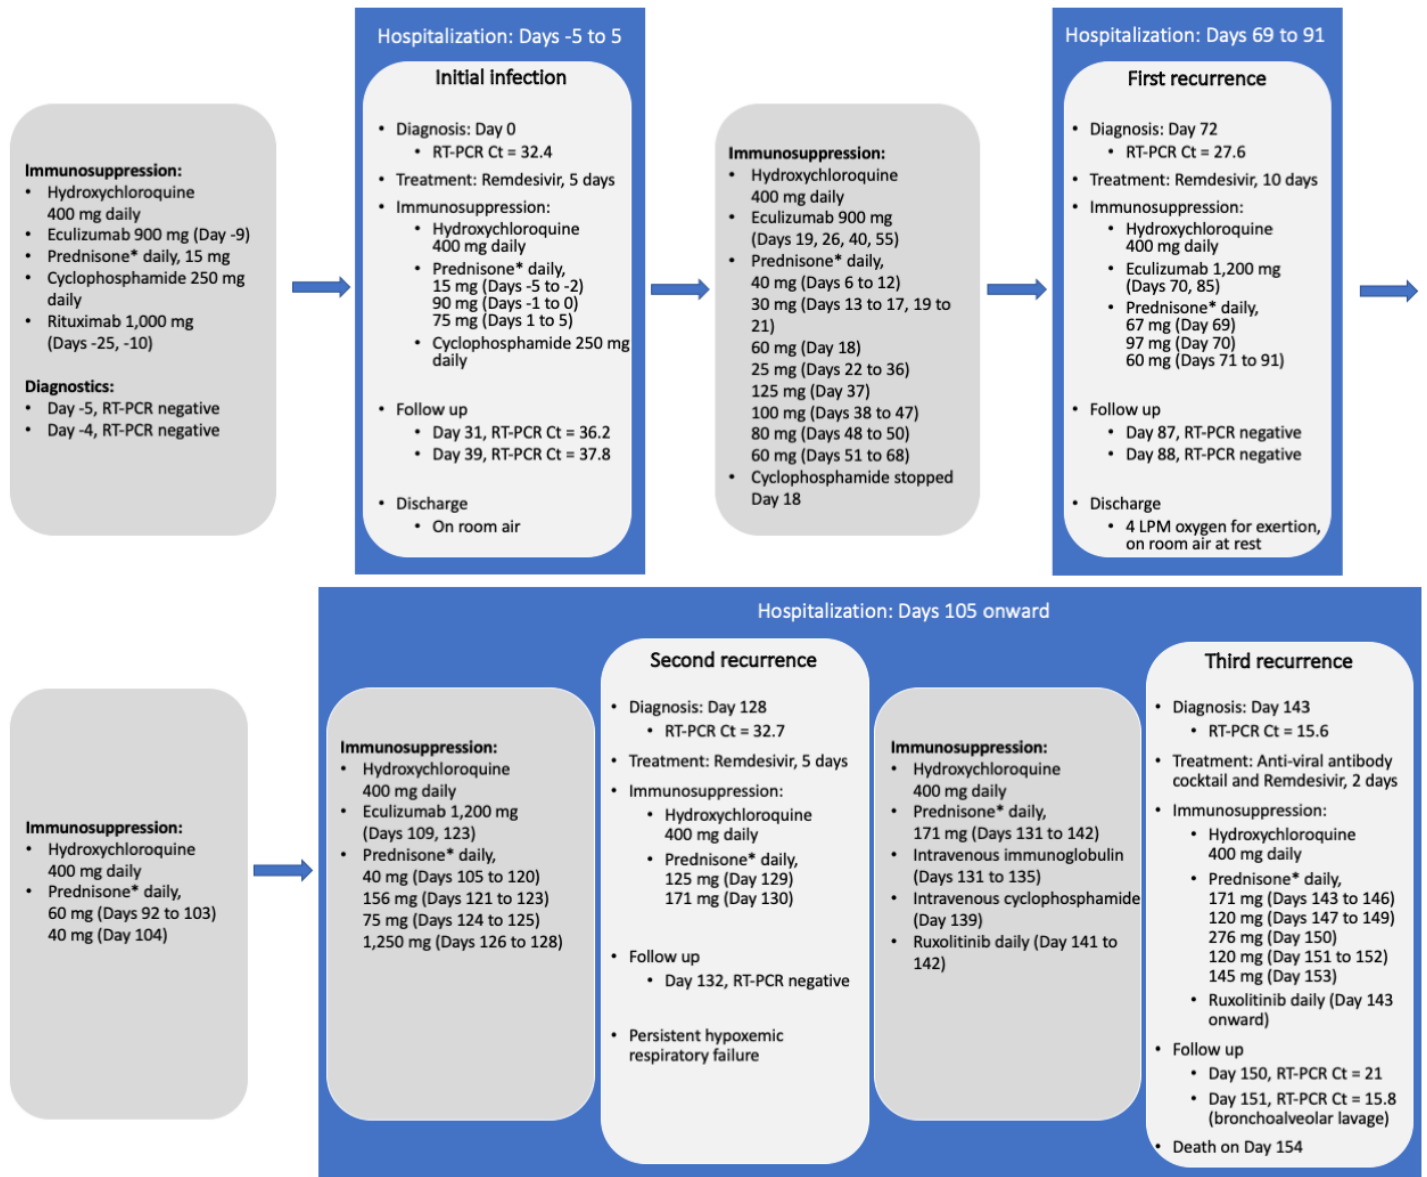 Immunosuppression:
• Hydroxychloroquine
400 mg daily
• Eculizumab 900 mg (Day -9)
• Prednisone* daily, 15 mg
• Cyclophosphamide 250 mg
daily
• Rituximab 1,000 mg
(Days -25, -10)
Diagnostics:
• Day -5, RT-PCR negative
• Day -4, RT-PCR negative
Hospitalization: Days -5 to 5
Initial infection
• Diagnosis: Day 0
• RT-PCR Ct = 32.4
• Treatment: Remdesivir, 5 days
• Immunosuppression:
• Hydroxychloroquine
400 mg daily
• Prednisone* daily,
15 mg (Days -5 to -2)
90 mg (Days -1 to 0)
75 mg (Days 1 to 5)
• Cyclophosphamide 250 mg
daily
• Follow up
• Day 31, RT-PCR Ct = 36.2
• Day 39, RT-PCR Ct = 37.8
• Discharge
• On room air
Immunosuppression:
• Hydroxychloroquine
400 mg daily
• Eculizumab 900 mg
(Days 19, 26, 40, 55)
• Prednisone* daily,
40 mg (Days 6 to 12)
30 mg (Days 13 to 17, 19 to
21)
60 mg (Day 18)
25 mg (Days 22 to 36)
125 mg (Day 37)
100 mg (Days 38 to 47)
80 mg (Days 48 to 50)
60 mg (Days 51 to 68)
• Cyclophosphamide stopped
Day 18
Hospitalization: Days 69 to 91
First recurrence
• Diagnosis: Day 72
• RT-PCR Ct = 27.6
• Treatment: Remdesivir, 10 days
• Immunosuppression:
• Hydroxychloroquine
400 mg daily
• Eculizumab 1,200 mg
(Days 70, 85)
• Prednisone* daily,
67 mg (Day 69)
97 mg (Day 70)
60 mg (Days 71 to 91)
• Follow up
• Day 87, RT-PCR negative
• Day 88, RT-PCR negative
• Discharge
• 4 LPM oxygen for exertion,
on room air at rest
Immunosuppression:
• Hydroxychloroquine
400 mg daily
• Prednisone* daily,
60 mg (Days 92 to 103)
40 mg (Day 104)
Hospitalization: Days 105 onward
Immunosuppression:
• Hydroxychloroquine
400 mg daily
• Eculizumab 1,200 mg
(Days 109, 123)
• Prednisone* daily,
40 mg (Days 105 to 120)
156 mg (Days 121 to 123)
75 mg (Days 124 to 125)
1,250 mg (Days 126 to 128)
Second recurrence
• Diagnosis: Day 128
• RT-PCR Ct = 32.7
• Treatment: Remdesivir, 5 days
• Immunosuppression:
• Hydroxychloroquine
400 mg daily
• Prednisone* daily,
125 mg (Day 129)
171 mg (Day 130)
• Follow up
• Day 132, RT-PCR negative
• Persistent hypoxemic
respiratory failure
Immunosuppression:
• Hydroxychloroquine
400 mg daily
• Prednisone* daily,
171 mg (Days 131 to 142)
• Intravenous immunoglobulin
(Days 131 to 135)
• Intravenous cyclophosphamide
(Day 139)
• Ruxolitinib daily (Day 141 to
142)
Third recurrence
• Diagnosis: Day 143
• RT-PCR Ct = 15.6
• Treatment: Anti-viral antibody
cocktail and Remdesivir, 2 days
• Immunosuppression:
• Hydroxychloroquine
400 mg daily
• Prednisone* daily,
171 mg (Days 143 to 146)
120 mg (Days 147 to 149)
276 mg (Day 150)
120 mg (Day 151 to 152)
145 mg (Day 153)
• Ruxolitinib daily (Day 143
onward)
• Follow up
• Day 150, RT-PCR Ct = 21
• Day 151, RT-PCR Ct = 15.8
(bronchoalveolar lavage)
• Death on Day 154